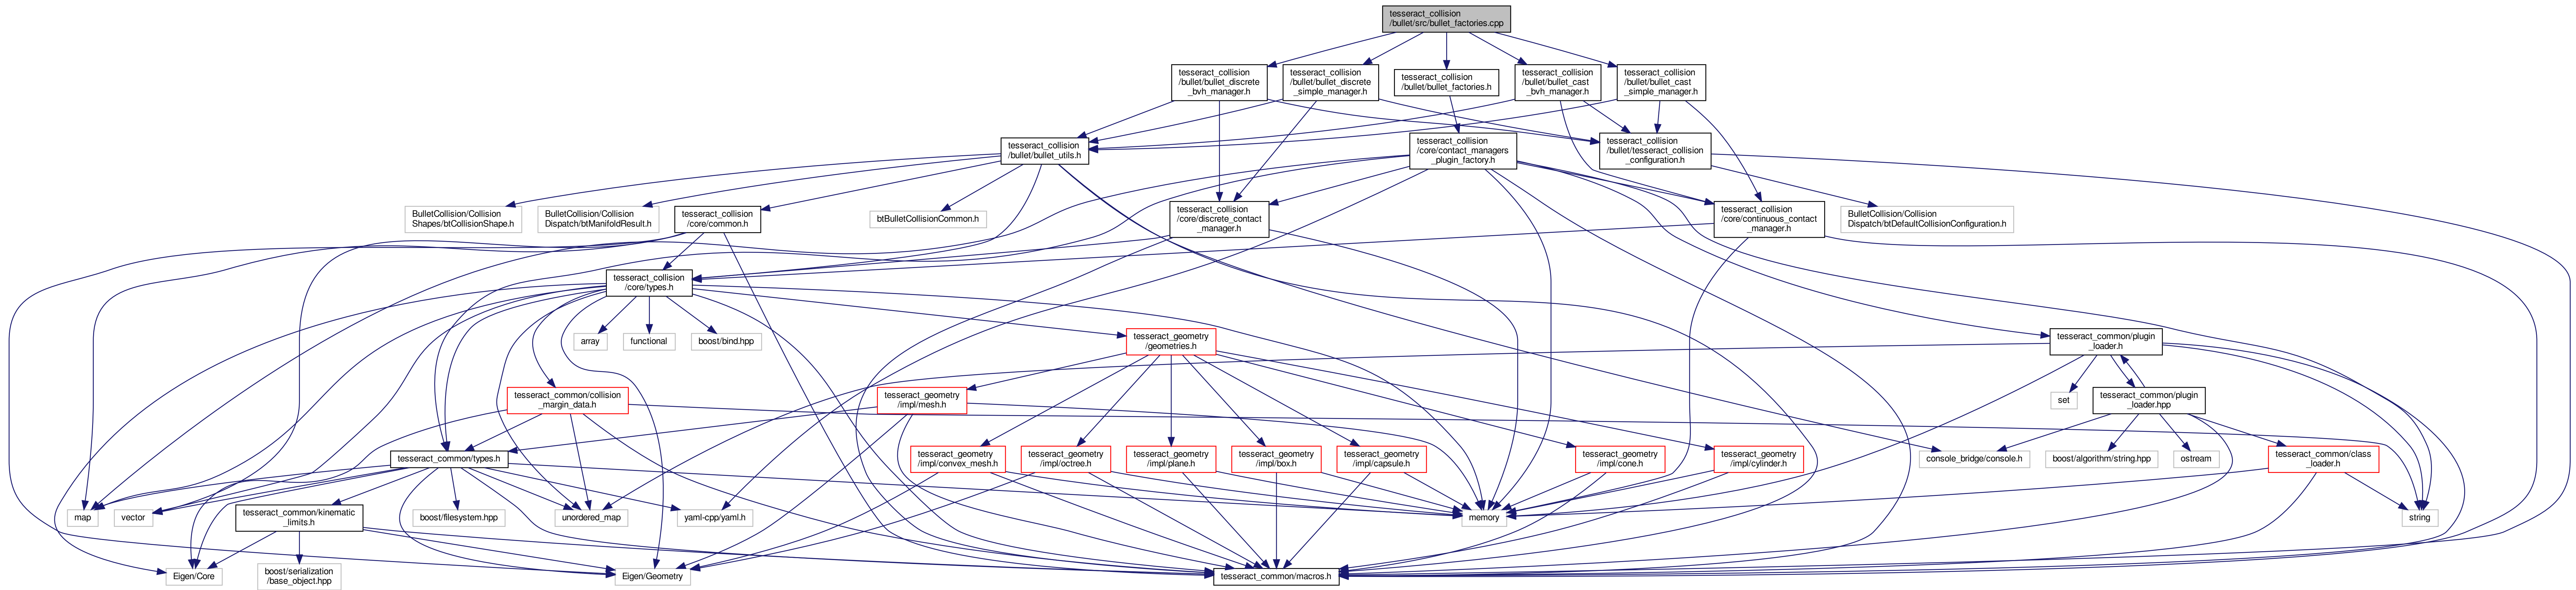 tesseract_collision
/bullet/src/bullet_factories.cpp
tesseract_collision
/bullet/bullet_discrete
_bvh_manager.h
tesseract_collision
/bullet/bullet_discrete
_simple_manager.h
tesseract_collision
/bullet/bullet_factories.h
tesseract_collision
/bullet/bullet_cast
_bvh_manager.h
tesseract_collision
/bullet/bullet_cast
_simple_manager.h
tesseract_collision
/bullet/bullet_utils.h
tesseract_collision
/core/contact_managers
_plugin_factory.h
tesseract_collision
/bullet/tesseract_collision
_configuration.h
BulletCollision/Collision
Shapes/btCollisionShape.h
BulletCollision/Collision
Dispatch/btManifoldResult.h
tesseract_collision
/core/common.h
btBulletCollisionCommon.h
tesseract_collision
/core/discrete_contact
_manager.h
tesseract_collision
/core/continuous_contact
_manager.h
BulletCollision/Collision
Dispatch/btDefaultCollisionConfiguration.h
tesseract_collision
/core/types.h
array
functional
boost/bind.hpp
tesseract_geometry
/geometries.h
tesseract_common/plugin
_loader.h
tesseract_common/collision
_margin_data.h
tesseract_geometry
/impl/mesh.h
set
tesseract_common/plugin
_loader.hpp
tesseract_common/types.h
tesseract_geometry
/impl/convex_mesh.h
tesseract_geometry
/impl/octree.h
tesseract_geometry
/impl/plane.h
tesseract_geometry
/impl/box.h
tesseract_geometry
/impl/capsule.h
tesseract_geometry
/impl/cone.h
tesseract_geometry
/impl/cylinder.h
console_bridge/console.h
boost/algorithm/string.hpp
ostream
tesseract_common/class
_loader.h
map
vector
tesseract_common/kinematic
_limits.h
boost/filesystem.hpp
unordered_map
yaml-cpp/yaml.h
memory
string
Eigen/Core
boost/serialization
/base_object.hpp
Eigen/Geometry
tesseract_common/macros.h